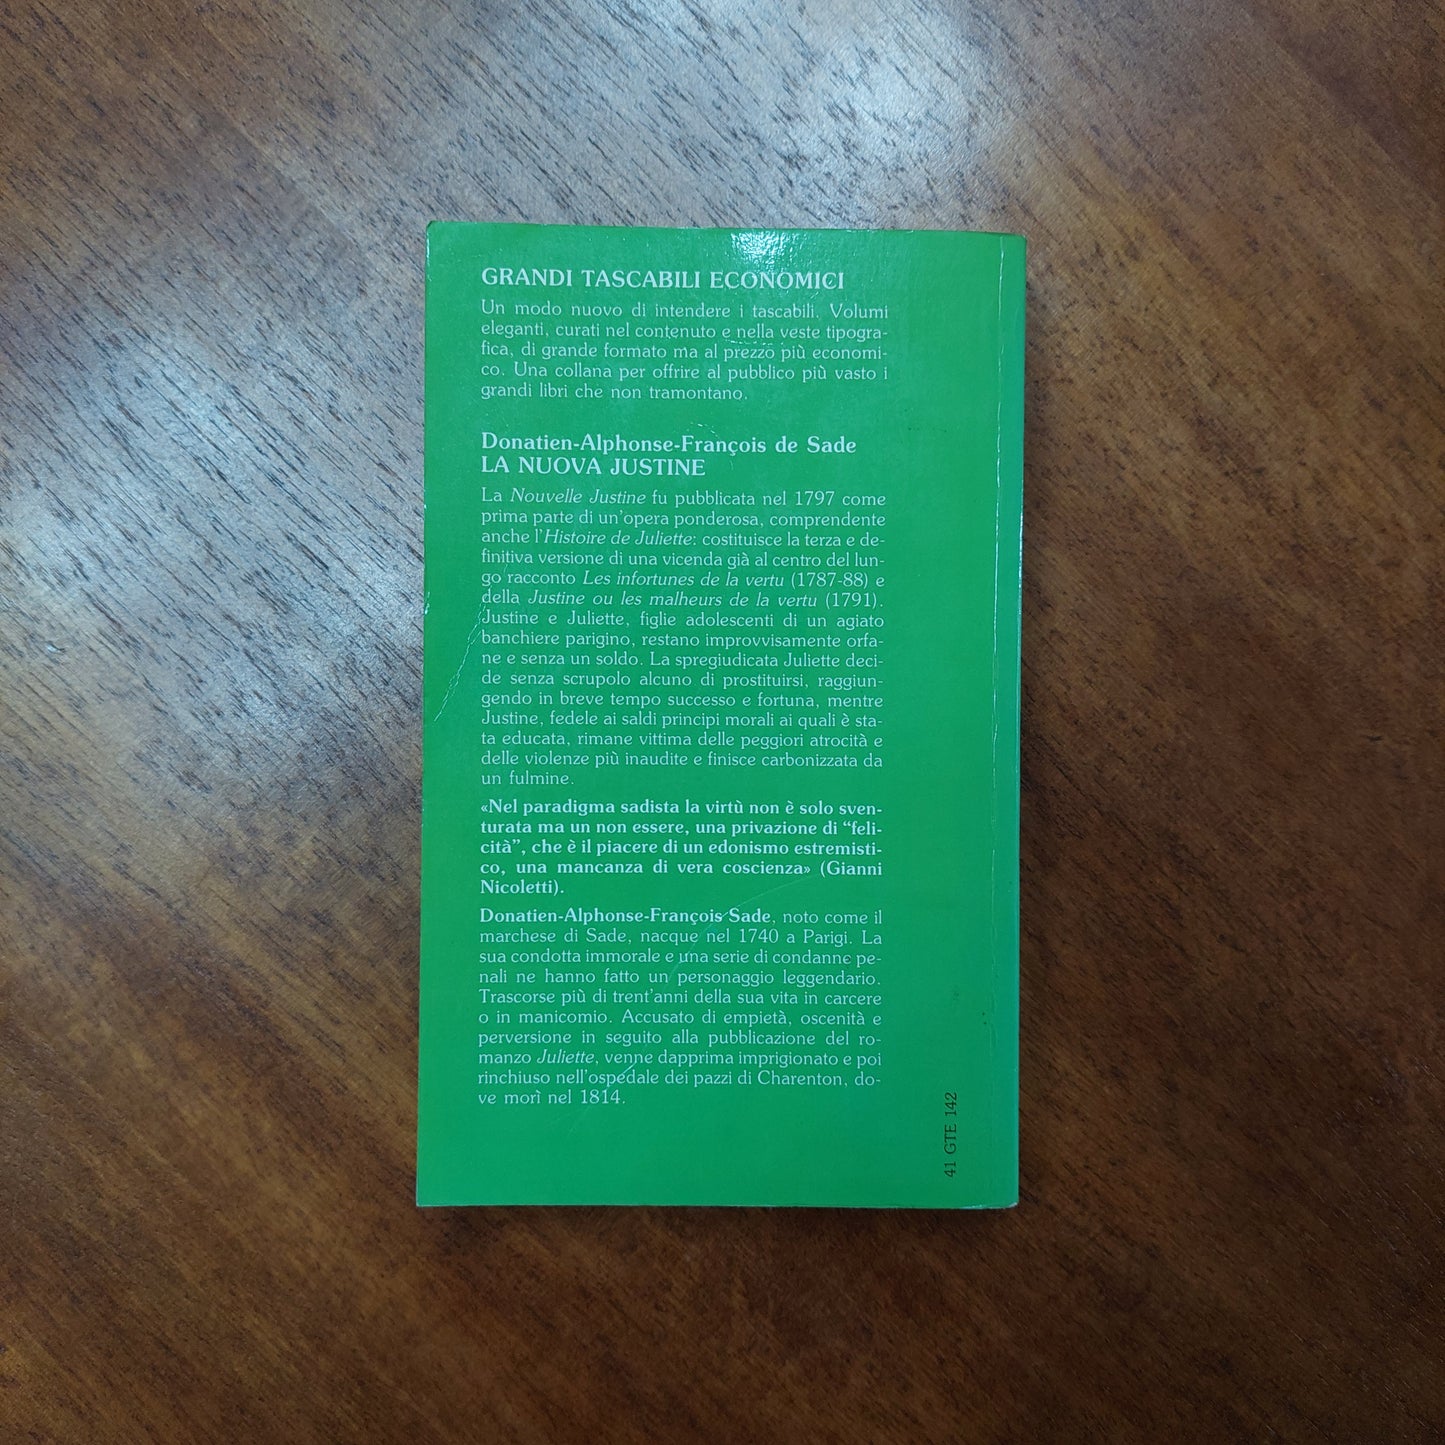 GRANDI TASCABILI ECONOMICI
Un modo nuovo di intendere i tascabili. Volumi
eleganti, curati nel contenuto e nella veste tipogra-
fica, di grande formato ma al prezzo più economi-
co. Una collana per offrire al pubblico più vasto i
grandi libri che non tramontano.
Donatien-Alphonse-François de Sade
LA NUOVA JUSTINE
La Nouvelle Justine fu pubblicata nel 1797 come
prima parte di un'opera ponderosa, comprendente
anche l'Histoire de Juliette: costituisce la terza e de-
finitiva versione di una vicenda già al centro del lun-
go racconto Les infortunes de la vertu (1787-88) e
della Justine ou les malheurs de la vertu (1791).
Justine e Juliette, figlie adolescenti di un agiato
banchiere parigino, restano improvvisamente orfa-
ne e senza un soldo. La spregiudicata Juliette deci-
de senza scrupolo alcuno di prostituirsi, raggiun-
gendo in breve tempo successo e fortuna, mentre
Justine, fedele ai saldi principi morali ai quali è sta-
ta educata, rimane vittima delle peggiori atrocità e
delle violenze più inaudite e finisce carbonizzata da
un fulmine.
«Nel paradigma sadista la virtù non è solo sven-
turata ma un non essere, una privazione di “feli-
cità”, che è il piacere di un edonismo estremisti-
co, una mancanza di vera coscienza» (Gianni
Nicoletti).
Donatien-Alphonse-François Sade, noto come il
marchese di Sade, nacque nel 1740 a Parigi. La
sua condotta immorale e una serie di condanne pe-
nali ne hanno fatto un personaggio leggendario.
Trascorse più di trent'anni della sua vita in carcere
o in manicomio. Accusato di empietà, oscenità e
perversione in seguito alla pubblicazione del ro-
manzo Juliette, venne dapprima imprigionato e poi
rinchiuso nell'ospedale dei pazzi di Charenton, do-
ve morì nel 1814.
41 GTE 142